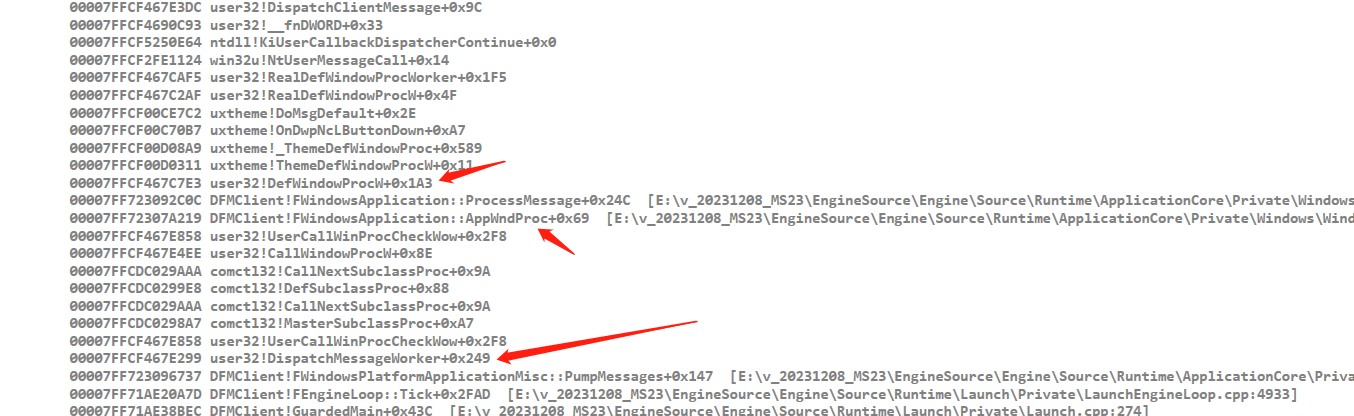 00007FFCF467E3DC user32!DispatchClientMessage+0x9C
00007FFCF4690C93 user32!__fnDWORD+0x33
00007FFCF5250E64 ntdll!KiUserCallbackDispatcherContinue+0x0
00007FFCF2FE1124 win32u!NtUserMessageCall+0x14
00007FFCF467CAF5 user32!RealDefWindowProcWorker+0x1F5
00007FFCF467C2AF user32!RealDefWindowProcW+0x4F
00007FFCF00CE7C2 uxtheme!DoMsgDefault+0x2E
00007FFCF00C70B7 uxtheme!OnDwpNcLButtonDown+0xA7
00007FFCF00D08A9 uxtheme!_ThemeDefWindowProc+0x589
00007FFCF00D0311 uxtheme!ThemeDefWindowProcW+0x11
00007FFCF467C7E3 user32!DefWindowProcW+0x1A3
00007FF723092C0C DFMClient!FWindowsApplication::ProcessMessage+0x24C [E:\v_20231208_MS23\EngineSource\Engine\Source\Runtime\ApplicationCore\Private\Windows
00007FF72307A219 DFMClient!FWindowsApplication::AppWndProc+0x69 [E:\v_20231208_MS23\EngineSource\Engine\Source\Runtime\ApplicationCore\Private\Windows\Wind
00007FFCF467E858 user32!UserCallWinProcCheckWow+0x2F8
00007FFCF467E4EE user32!CallWindowProcW+0x8E
00007FFCDC029AAA comctl32!CallNextSubclassProc+0x9A
00007FFCDC0299E8 comctl32!DefSubclassProc+0x88
00007FFCDC029AAA comctl32!CallNextSubclassProc+0x9A
00007FFCDC0298A7 comctl32!MasterSubclassProc+0xA7
00007FFCF467E858 user32!UserCallWinProcCheckWow+0x2F8
00007FFCF467E299 user32!DispatchMessageWorker+0x249
00007FF723096737 DFMClient!FWindowsPlatformApplicationMisc::PumpMessages+0x147 [E:\v_20231208_MS23\EngineSource\Engine\Source\Runtime\ApplicationCore\Priva
00007FF71AE20A7D DFMClient!FEngineLoop::Tick+0x2FAD [E:\v_20231208_MS23\EngineSource\Engine\Source\Runtime\Launch\Private\LaunchEngineLoop.cpp:4933]
00007FF71AE38BEC DFMClient!GuardedMain+0x43C [E:\v_20231208_MS23\EngineSource\Engine\Source\Runtime\Launch\Private\Launch.cpp:274]